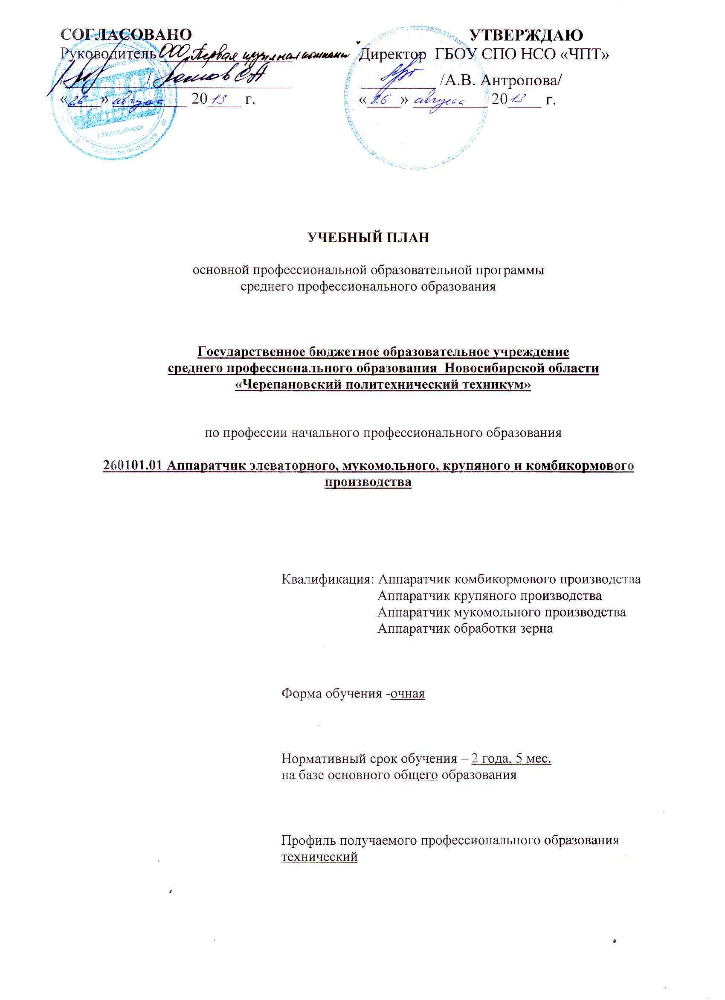 СОГЛАСОВАНО
Руководитель ООО „Первая крупяная компания
/ С А
«26» августа 2013 г.
г.Новосибирск
УТВЕРЖДАЮ
Директор ГБОУ СПО НСО «ЧПТ»
/А.В. Антропова/
«26» августа 2013 г.
УЧЕБНЫЙ ПЛАН
основной профессиональной образовательной программы
среднего профессионального образования
Государственное бюджетное образовательное учреждение
среднего профессионального образования Новосибирской области
«Черепановский политехнический техникум»
по профессии начального профессионального образования
260101.01 Аппаратчик элеваторного, мукомольного, крупяного и комбикормового
производства
Квалификация: Аппаратчик комбикормового производства
Аппаратчик крупяного производства
Аппаратчик мукомольного производства
Аппаратчик обработки зерна
Форма обучения -очная
Нормативный срок обучения – 2 года, 5 мес.
на базе основного общего образования
Профиль получаемого профессионального образования
технический